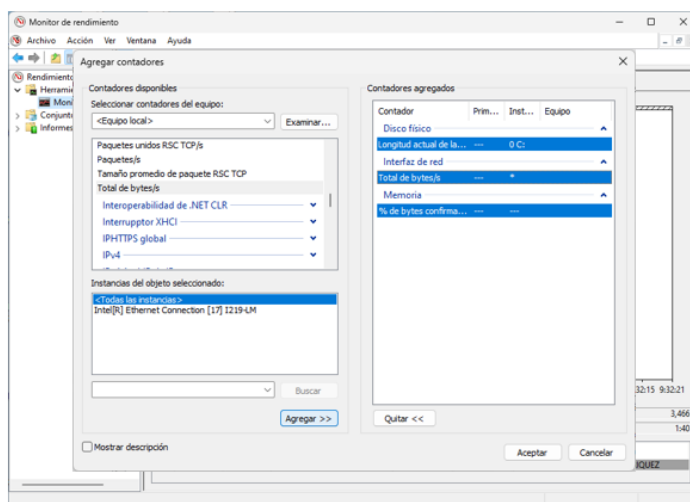 Monitor de rendimiento
Archivo Acción Ver Ventana Ayuda
Rendimiento
Herrami
Moni
Conjunt
Informes
Agregar contadores
Contadores disponibles
Seleccionar contadores del equipo:
<Equipo local>
Examinar...
Paquetes unidos RSC TCP/s
Paquetes/s
Tamaño promedio de paquete RSC TCP
Total de bytes/s
Interoperabilidad de .NET CLR
Interrupptor XHCI
IPHTTPS global
IPv4
Instancias del objeto seleccionado:
<Todas las instancias>
Intel[R] Ethernet Connection [17] I219-LM
Buscar
Agregar >>
Mostrar descripción
Contadores agregados
Contador Prim... Inst... Equipo
Disco físico
Longitud actual de la... --- 0 C:
Interfaz de red
Total de bytes/s --- *
Memoria
% de bytes confirma... --- ---
Quitar <<
Aceptar Cancelar
32:15 9:32:21
3,466
1:40
IQUEZ